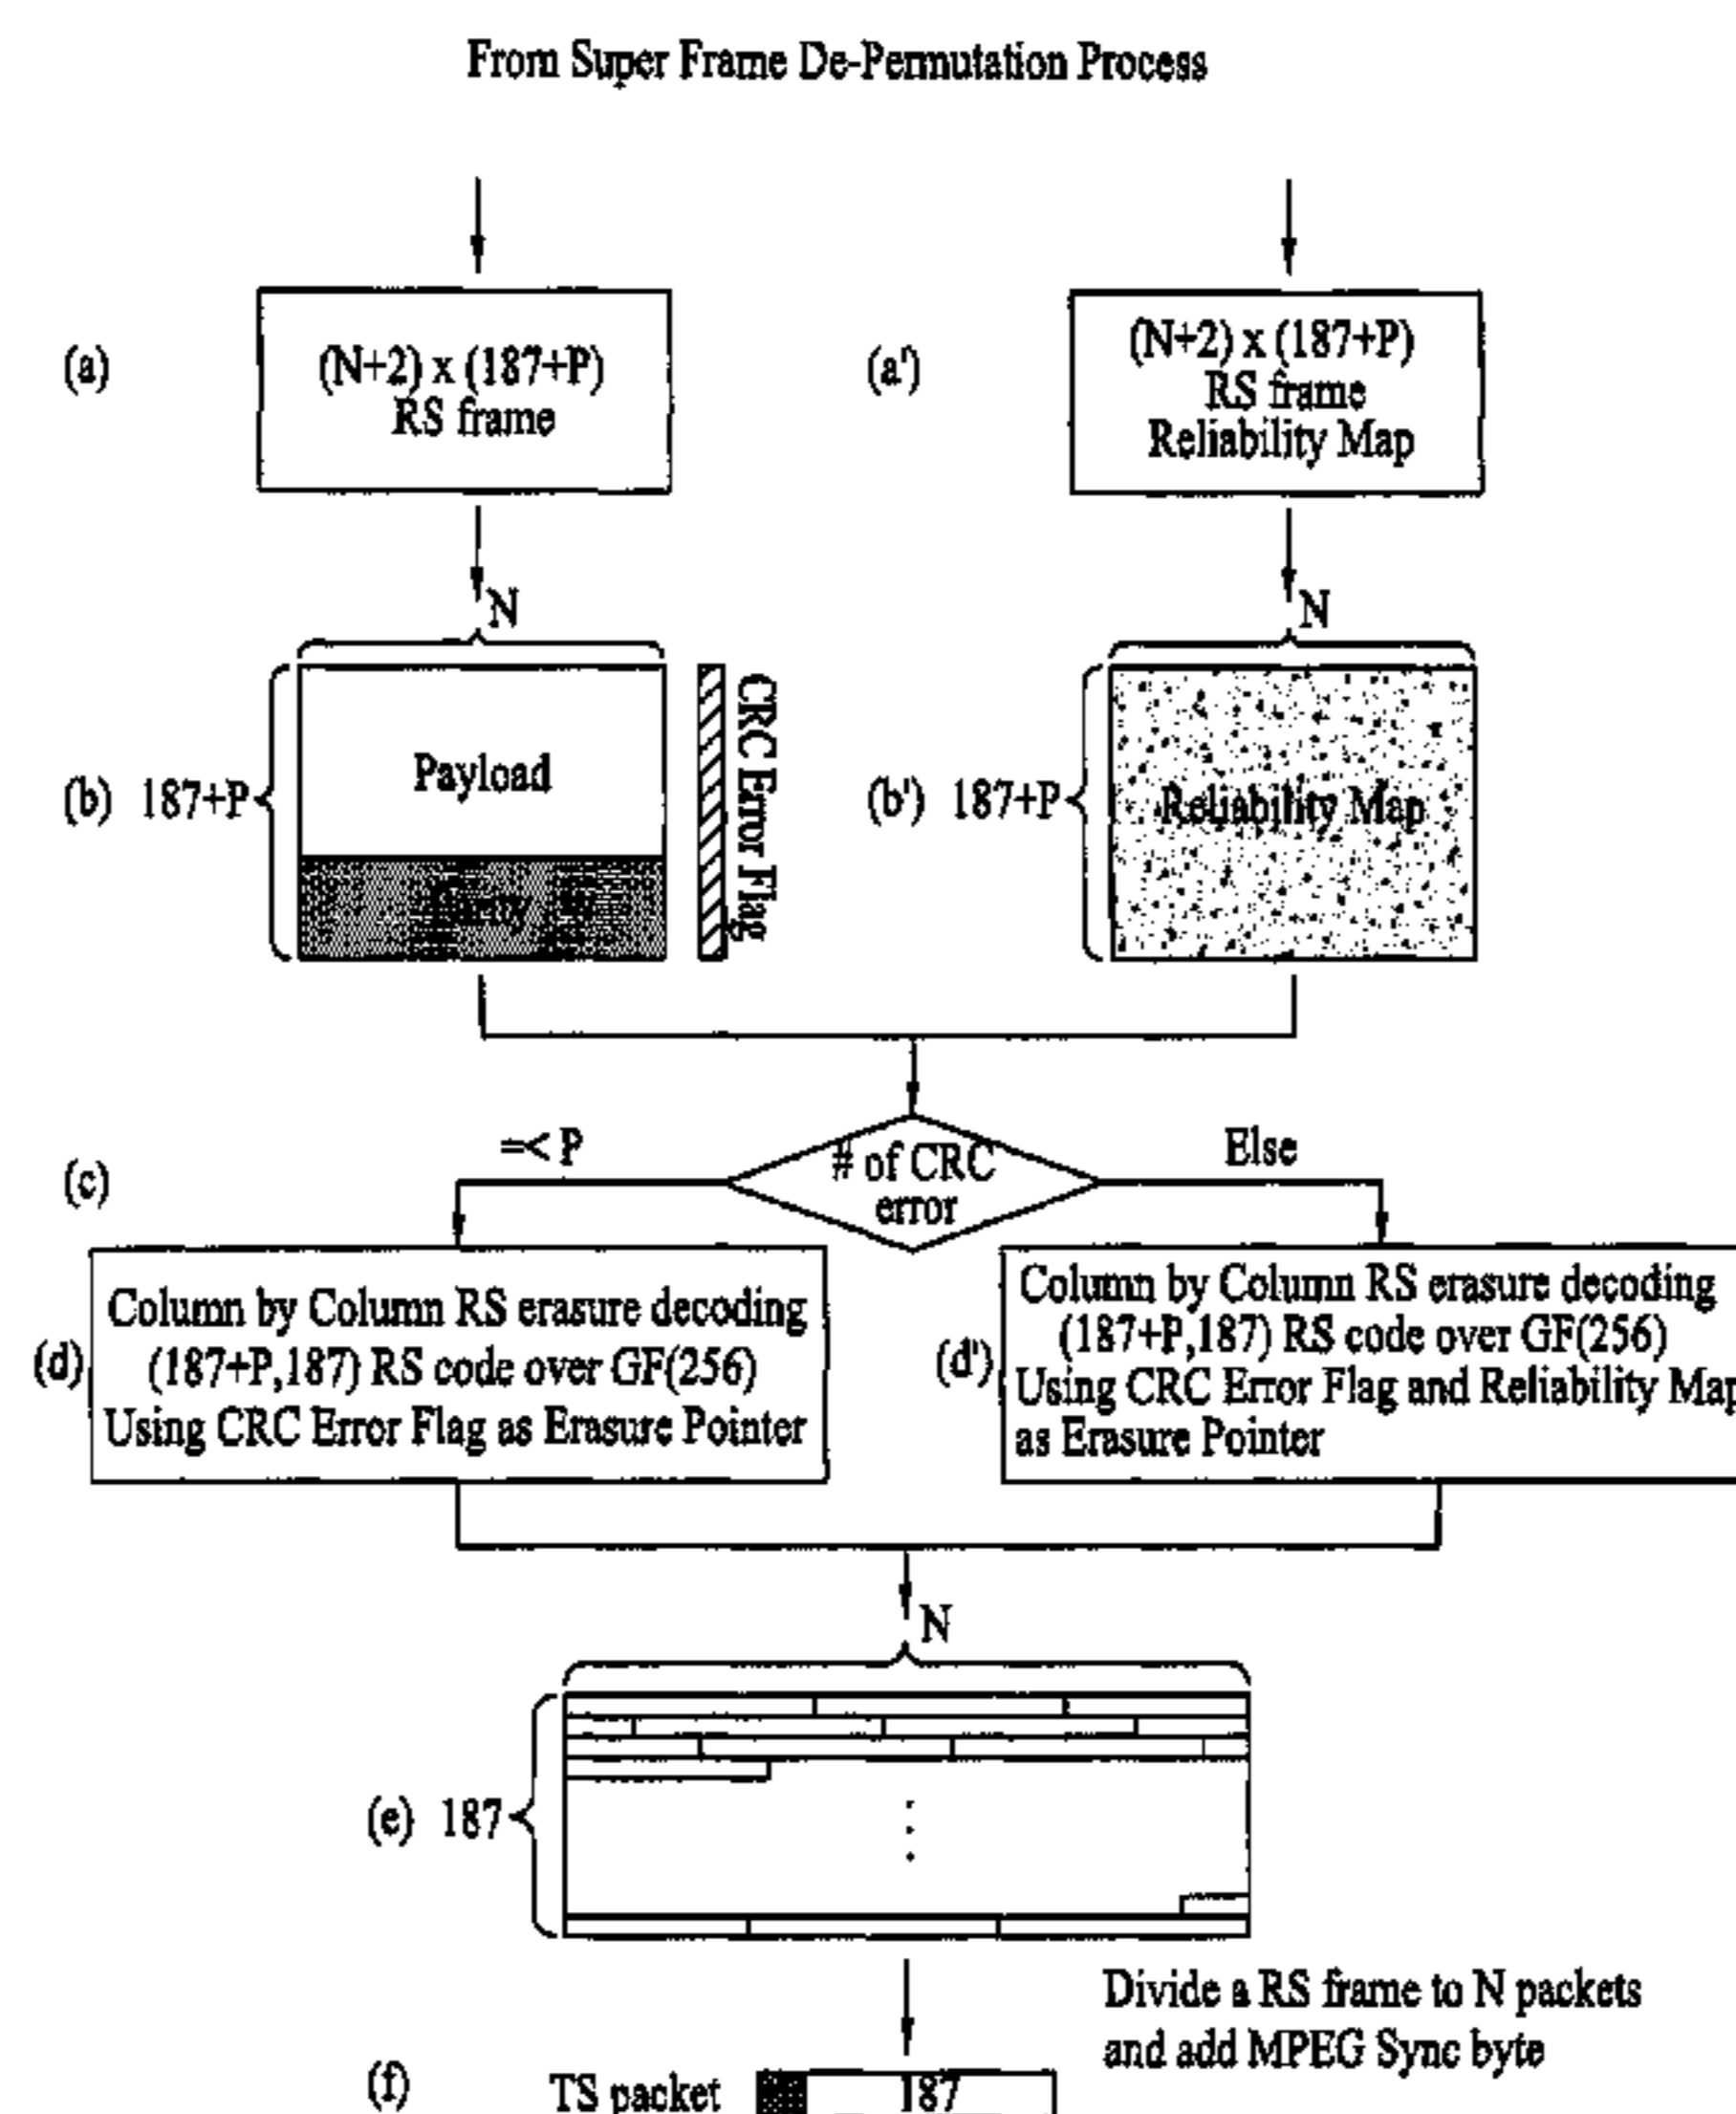 From Super Frame De-Permutation Process
(a)
(N+2) x (187+P)
RS frame
(a')
(N+2) x (187+P)
RS frame
Reliability Map
N
N
(b) 187+P
Payload
Parity
CRC Error Flag
(b') 187+P
Reliability Map
(c)
=< P
# of CRC
error
Else
(d)
Column by Column RS erasure decoding
(187+P,187) RS code over GF(256)
Using CRC Error Flag as Erasure Pointer
(d')
Column by Column RS erasure decoding
(187+P,187) RS code over GF(256)
Using CRC Error Flag and Reliability Map
as Erasure Pointer
N
(e) 187
Divide a RS frame to N packets
and add MPEG Sync byte
(f) TS packet 187